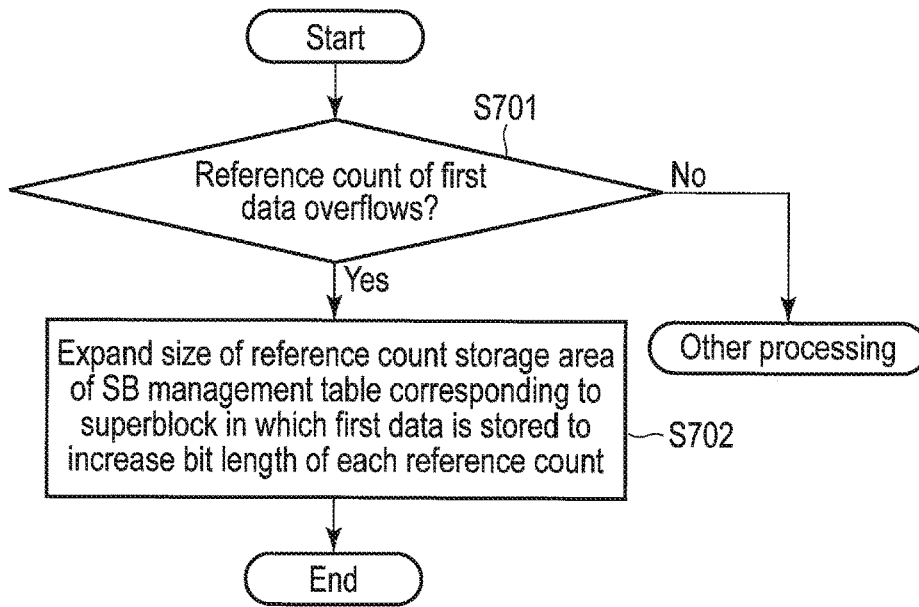 Start
S701
Reference count of first
data overflows?
No
Yes
Other processing
Expand size of reference count storage area
of SB management table corresponding to
superblock in which first data is stored to
increase bit length of each reference count
S702
End